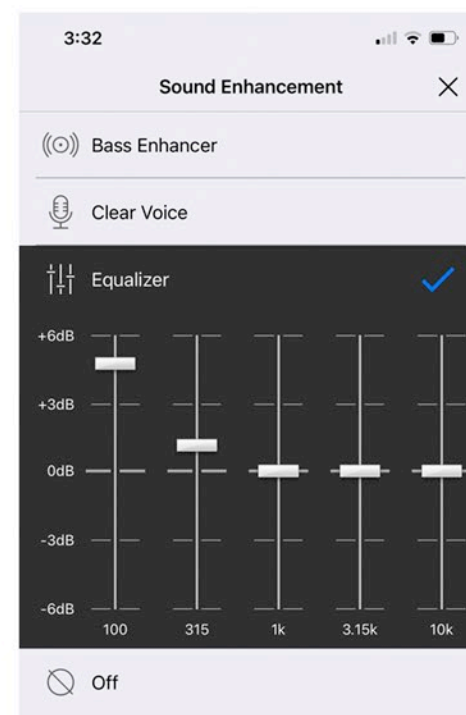 3:32
Sound Enhancement
Bass Enhancer
Clear Voice
Equalizer
+6dB
+3dB
0dB
-3dB
-6dB
100 315 1k 3.15k 10k
Off